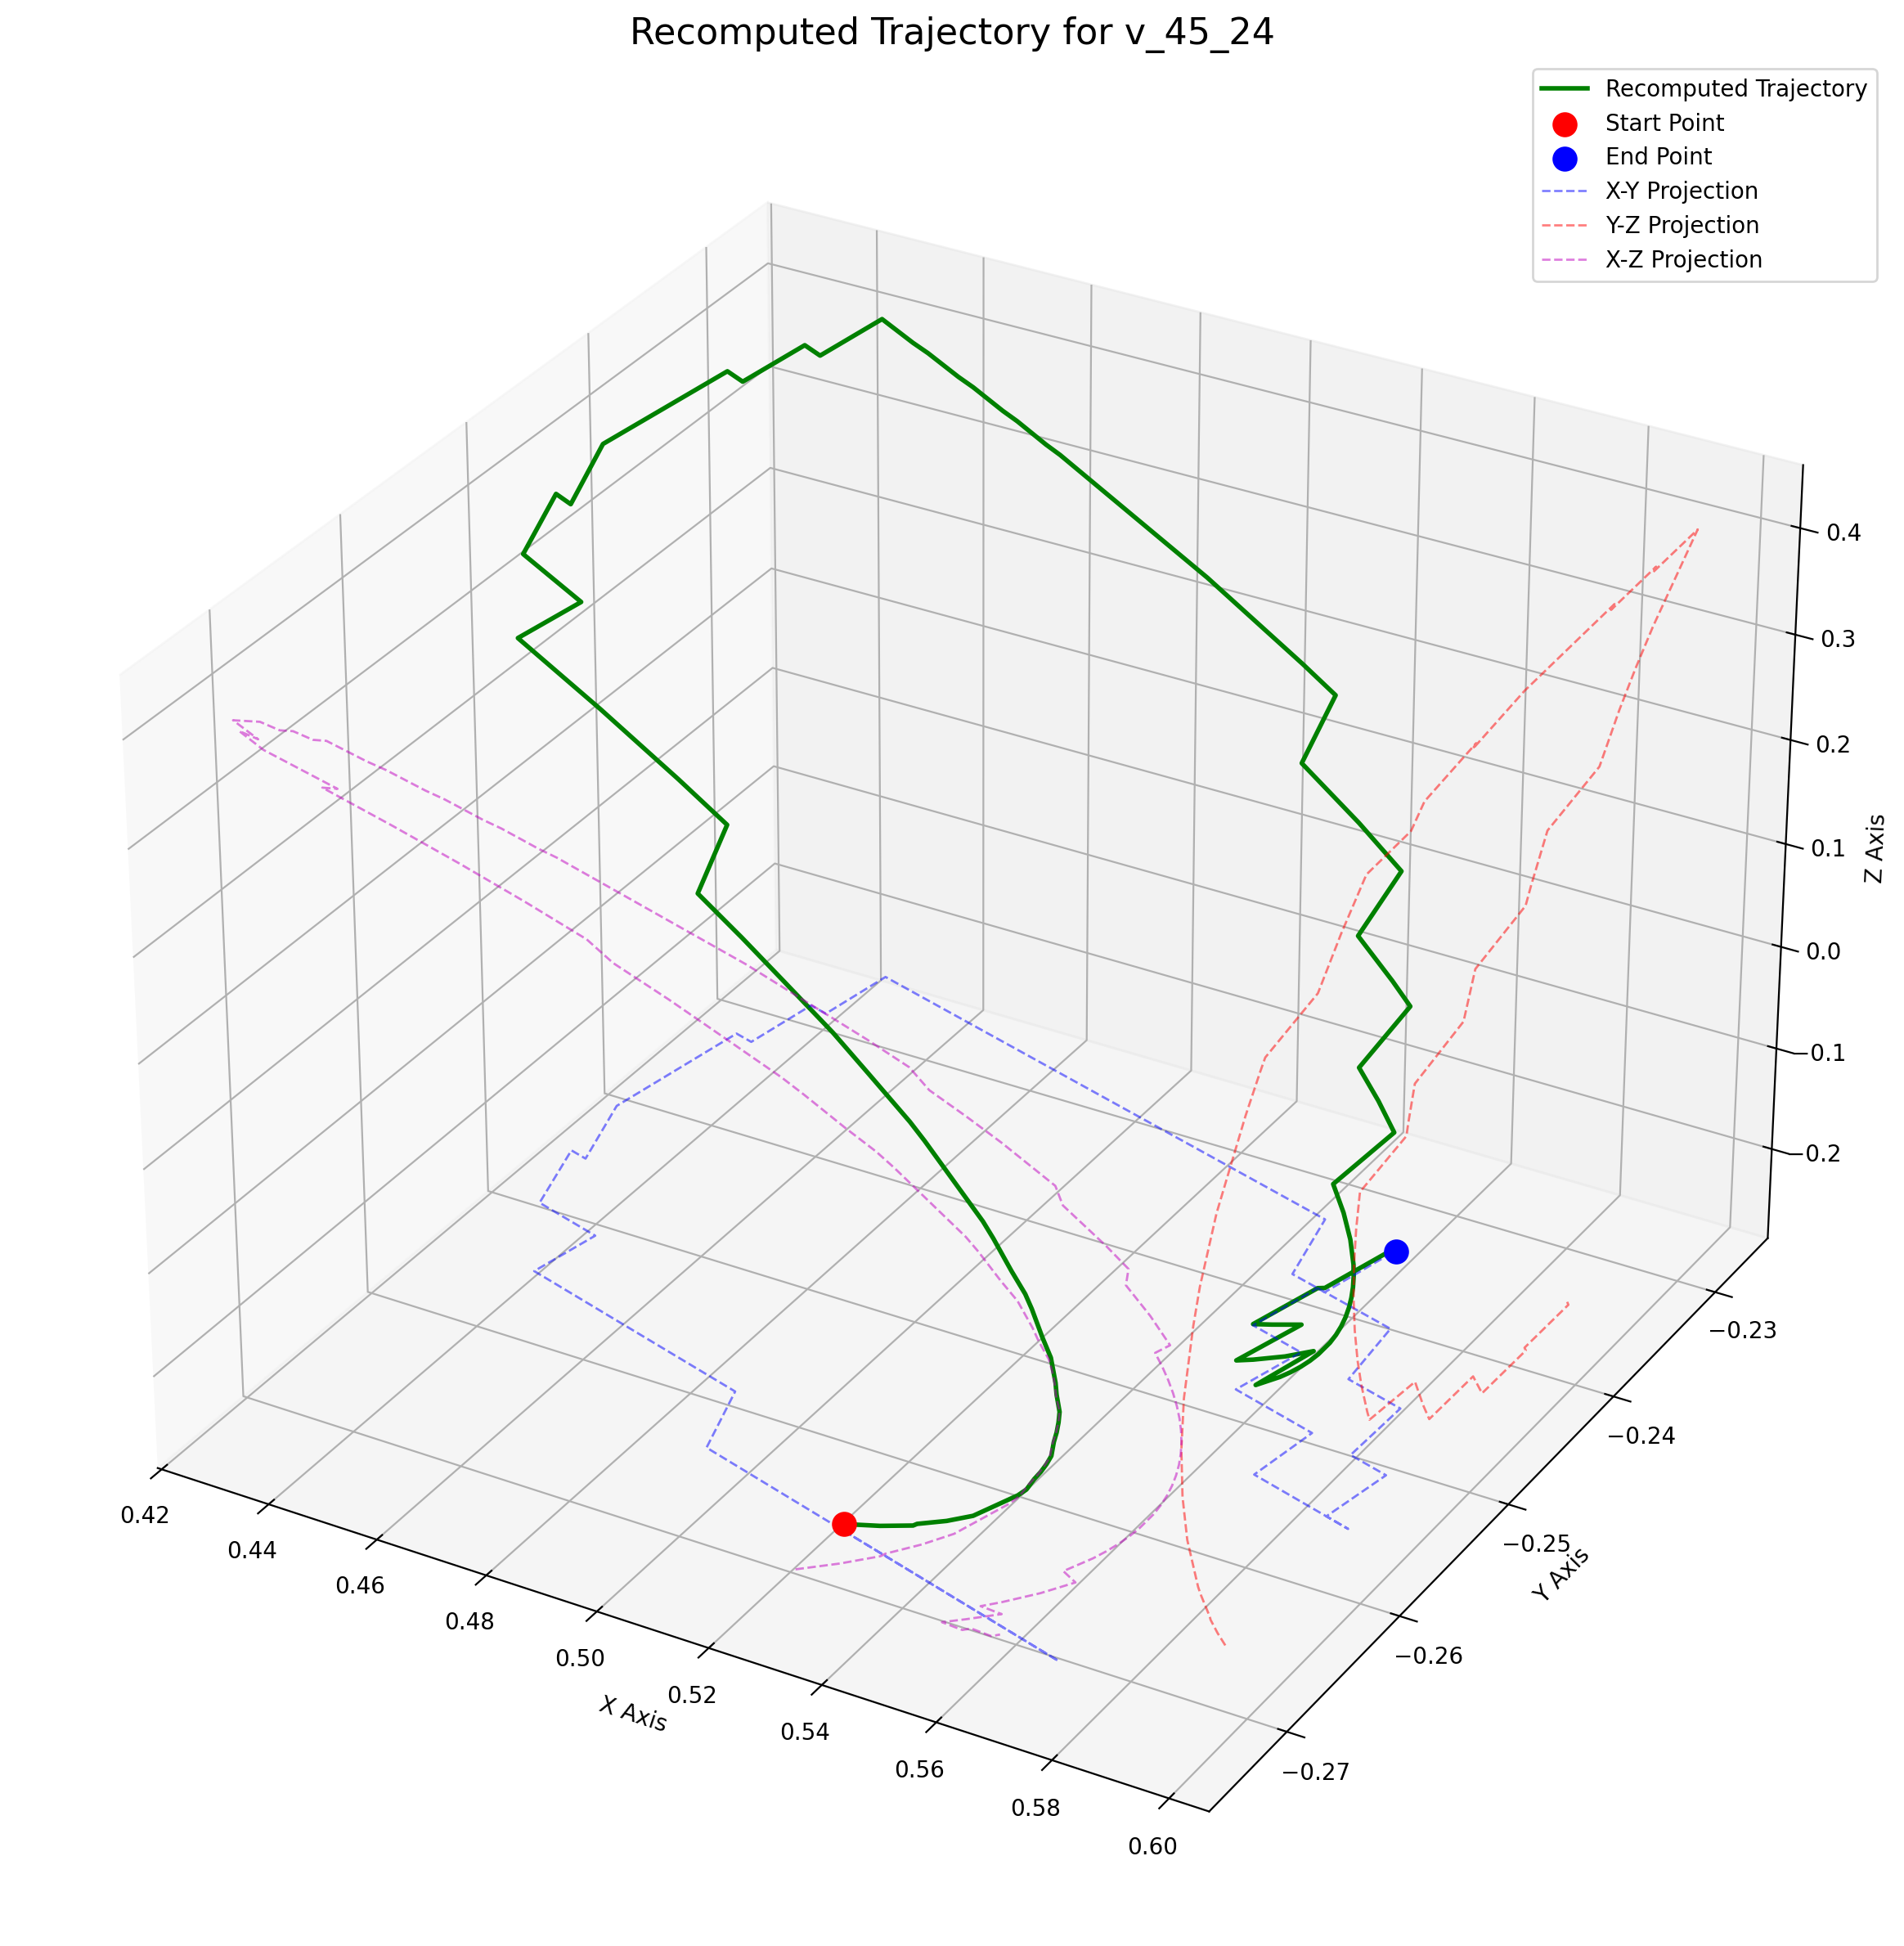 Recomputed Trajectory for v_45_24
Recomputed Trajectory
Start Point
End Point
X-Y Projection
Y-Z Projection
X-Z Projection
0.4
0.3
0.2
0.1
0.0
−0.1
−0.2
Z Axis
−0.23
−0.24
−0.25
−0.26
−0.27
Y Axis
0.42
0.44
0.46
0.48
0.50
0.52
0.54
0.56
0.58
0.60
X Axis